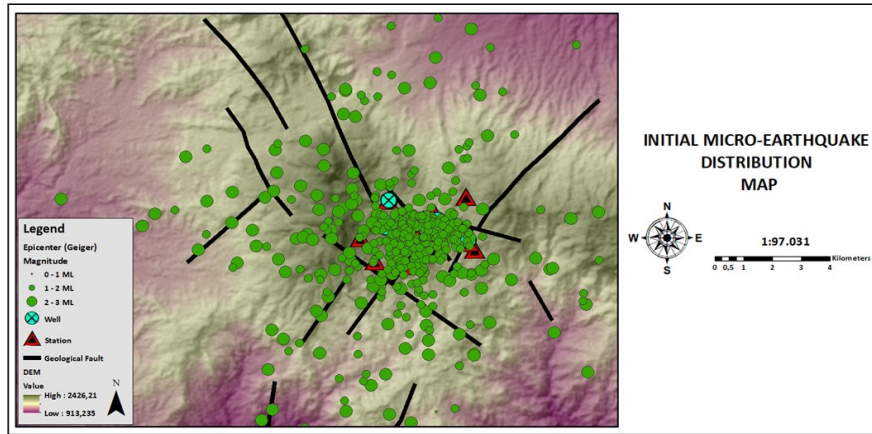 Legend
Epicenter (Geiger)
Magnitude
0 - 1 ML
1 - 2 ML
2 - 3 ML
Well
Station
Geological Fault
DEM
Value
High : 2426,21
Low : 913,235
N
INITIAL MICRO-EARTHQUAKE
DISTRIBUTION
MAP
N
W E
S
1:97.031
Kilometers
0 0,5 1 2 3 4